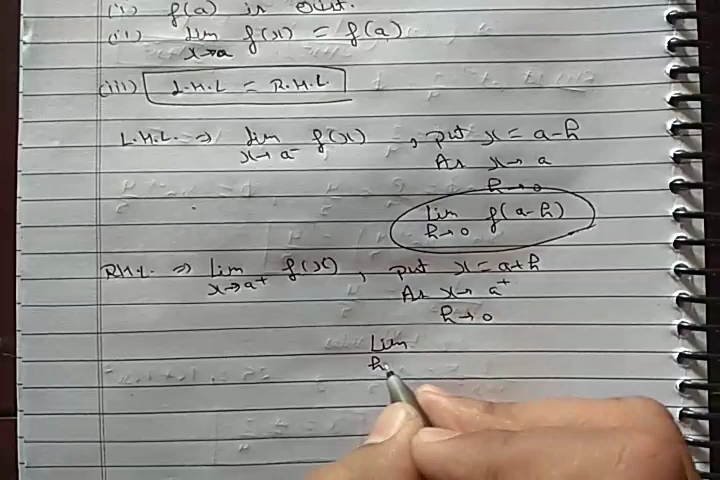 (i) f(a) is exist.
(ii) lim x→a f(x) = f(a)
(iii) L.H.L = R.H.L.
L.H.L. ⇒ lim x→a⁻ f(x) , put x = a-h
As x→ a
h→0
Lim h→0 f(a-h)
R.H.L. ⇒ lim x→a⁺ f(x) , put x = a+h
As x→ a⁺
h→0
Lim
h